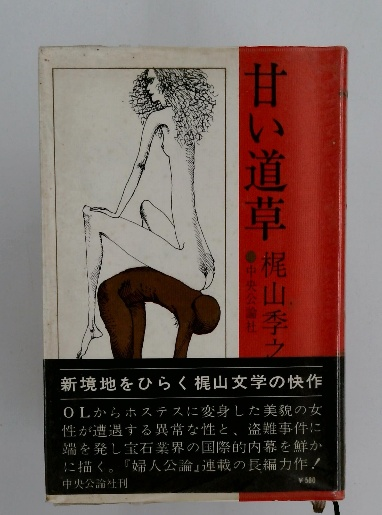 甘い道草
梶山季之
中央公論社
新境地をひらく梶山文学の快作
OLからホステスに変身した美貌の女
性が遭遇する異常な性と、盗難事件に
端を発し宝石業界の国際的内幕を鮮か
に描く。『婦人公論』連載の長編力作!
中央公論社刊
¥580